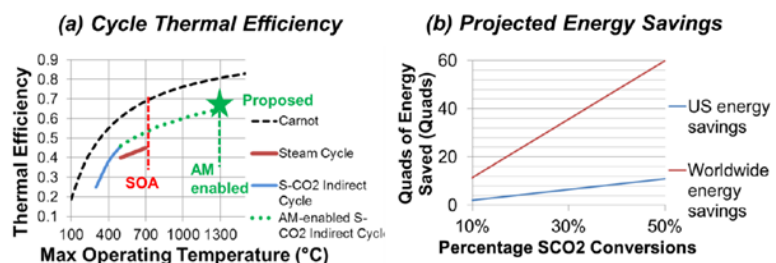 (a) Cycle Thermal Efficiency
Thermal Efficiency
0.9
0.8
0.7
0.6
0.5
0.4
0.3
0.2
0.1
100 400 700 1000 1300
Max Operating Temperature (°C)
SOA
AM
enabled
Proposed
Carnot
Steam Cycle
S-CO2 Indirect
Cycle
AM-enabled S-
CO2 Indirect Cycle
(b) Projected Energy Savings
Quads of Energy
Saved (Quads)
60
40
20
0
10% 30% 50%
Percentage SCO2 Conversions
US energy
savings
Worldwide
energy
savings